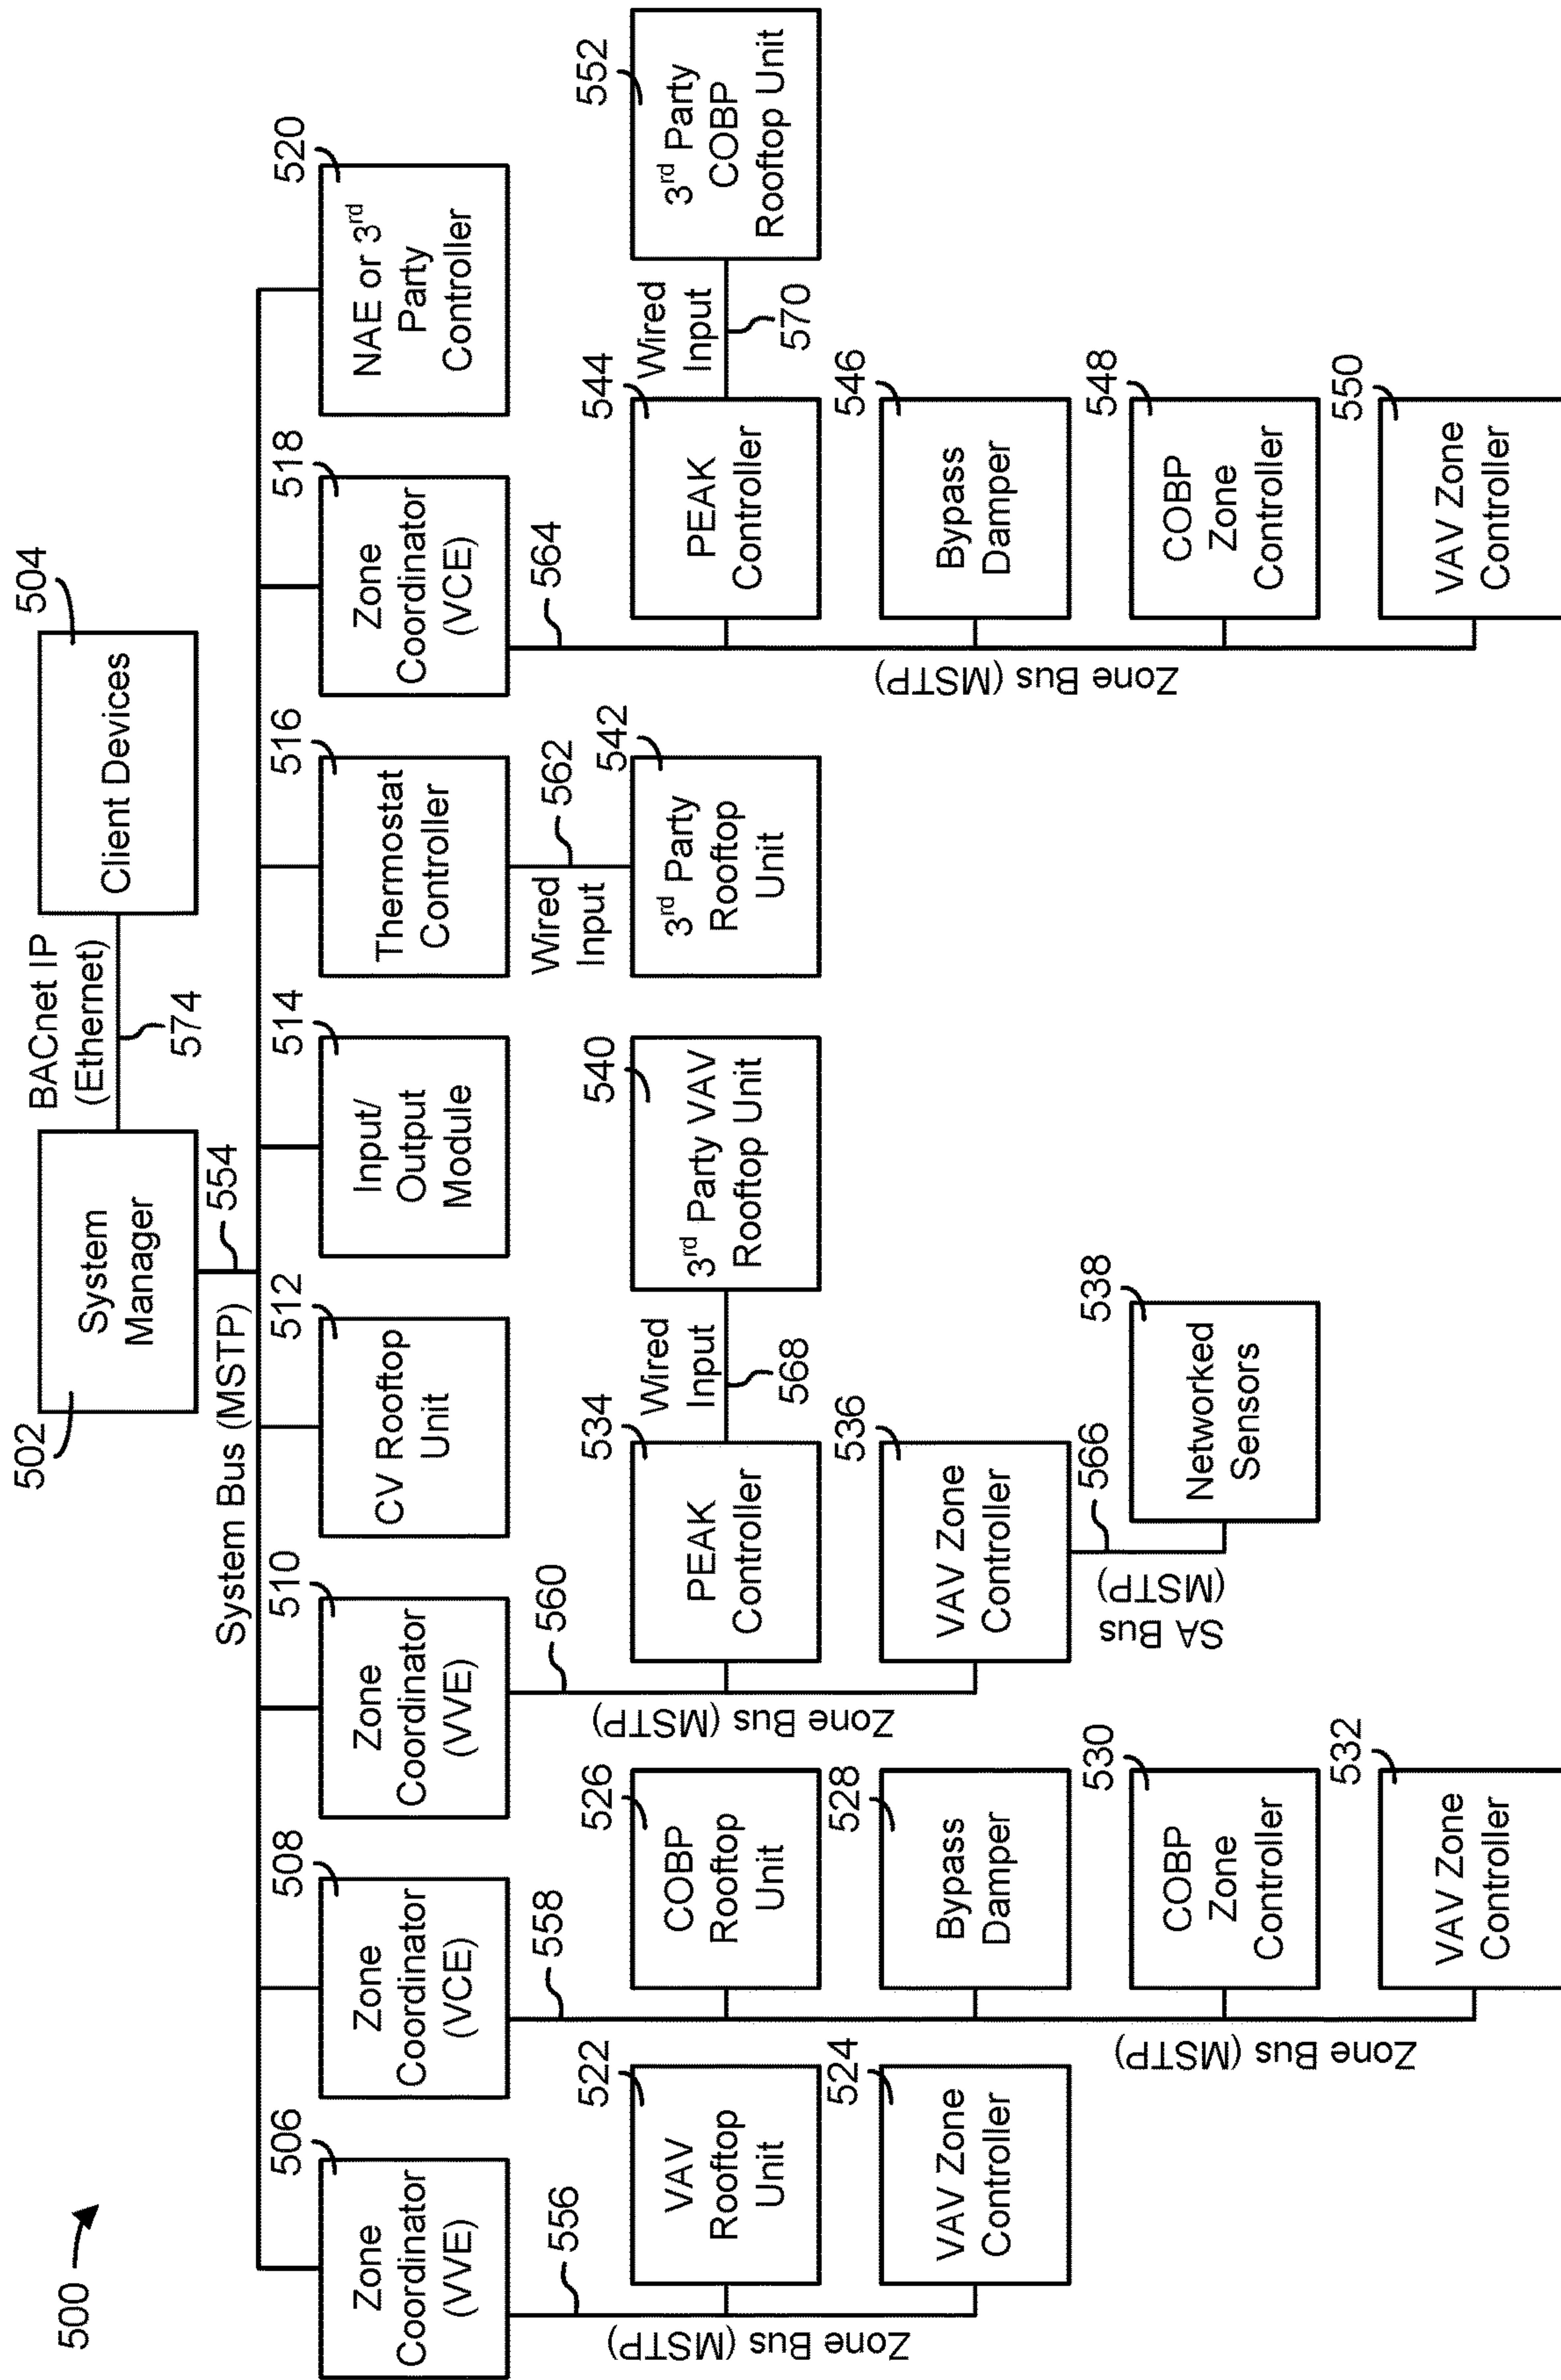 500
502
System
Manager
BACnet IP
(Ethernet)
574
504
Client Devices
System Bus (MSTP)
554
506
Zone
Coordinator
(VVE)
508
Zone
Coordinator
(VCE)
510
Zone
Coordinator
(VVE)
512
CV Rooftop
Unit
514
Input/
Output
Module
516
Thermostat
Controller
518
Zone
Coordinator
(VCE)
520
NAE or 3rd
Party
Controller
556
Zone Bus (MSTP)
522
VAV
Rooftop
Unit
524
VAV Zone
Controller
558
Zone Bus (MSTP)
526
COBP
Rooftop
Unit
528
Bypass
Damper
530
COBP
Zone
Controller
532
VAV Zone
Controller
560
Zone Bus (MSTP)
534
PEAK
Controller
Wired
Input
568
540
3rd Party VAV
Rooftop Unit
536
VAV Zone
Controller
566
SA Bus
(MSTP)
538
Networked
Sensors
Wired
Input
562
542
3rd Party
Rooftop
Unit
564
Zone Bus (MSTP)
544
PEAK
Controller
Wired
Input
570
552
3rd Party
COBP
Rooftop Unit
546
Bypass
Damper
548
COBP
Zone
Controller
550
VAV Zone
Controller